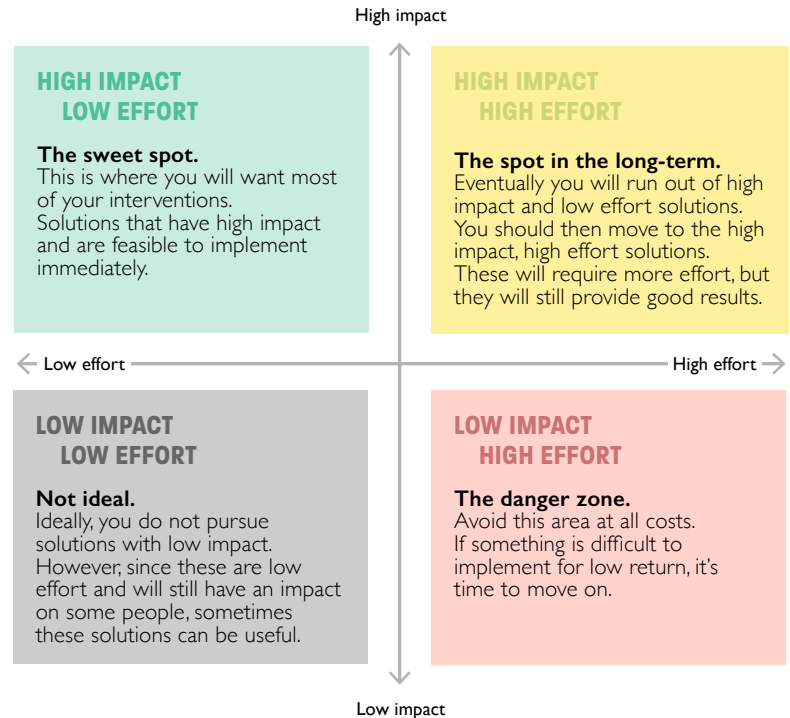 High impact
HIGH IMPACT
LOW EFFORT
The sweet spot.
This is where you will want most
of your interventions.
Solutions that have high impact
and are feasible to implement
immediately.
HIGH IMPACT
HIGH EFFORT
The spot in the long-term.
Eventually you will run out of high
impact and low effort solutions.
You should then move to the high
impact, high effort solutions.
These will require more effort, but
they will still provide good results.
Low effort
High effort
LOW IMPACT
LOW EFFORT
Not ideal.
Ideally, you do not pursue
solutions with low impact.
However, since these are low
effort and will still have an impact
on some people, sometimes
these solutions can be useful.
LOW IMPACT
HIGH EFFORT
The danger zone.
Avoid this area at all costs.
If something is difficult to
implement for low return, it's
time to move on.
Low impact